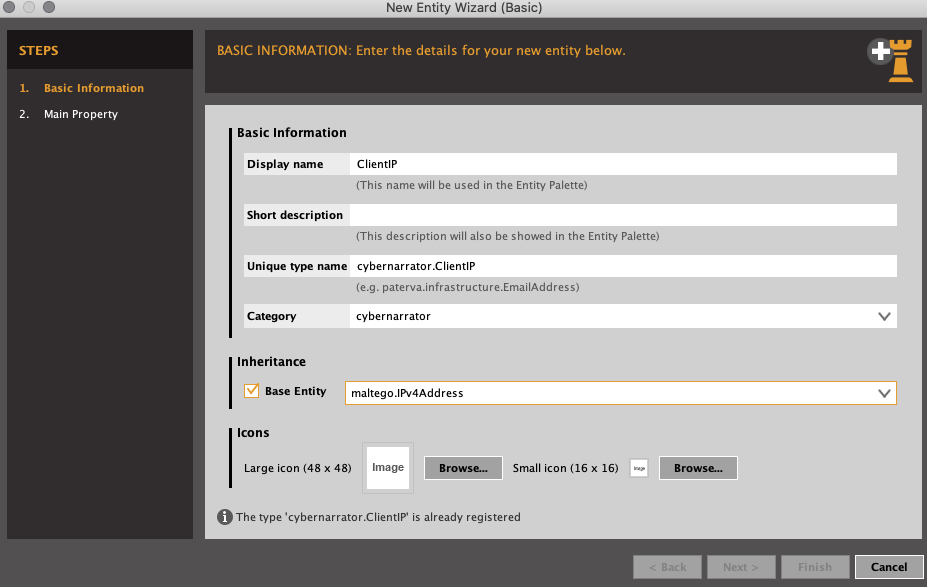 New Entity Wizard (Basic)
STEPS
1. Basic Information
2. Main Property
BASIC INFORMATION: Enter the details for your new entity below.
Basic Information
Display name ClientIP
(This name will be used in the Entity Palette)
Short description
(This description will also be showed in the Entity Palette)
Unique type name cybernarrator.ClientIP
(e.g. paterva.infrastructure.EmailAddress)
Category cybernarrator
Inheritance
Base Entity maltego.IPv4Address
Icons
Large icon (48 x 48) Image Browse... Small icon (16 x 16) Image Browse...
The type 'cybernarrator.ClientIP' is already registered
< Back Next > Finish Cancel